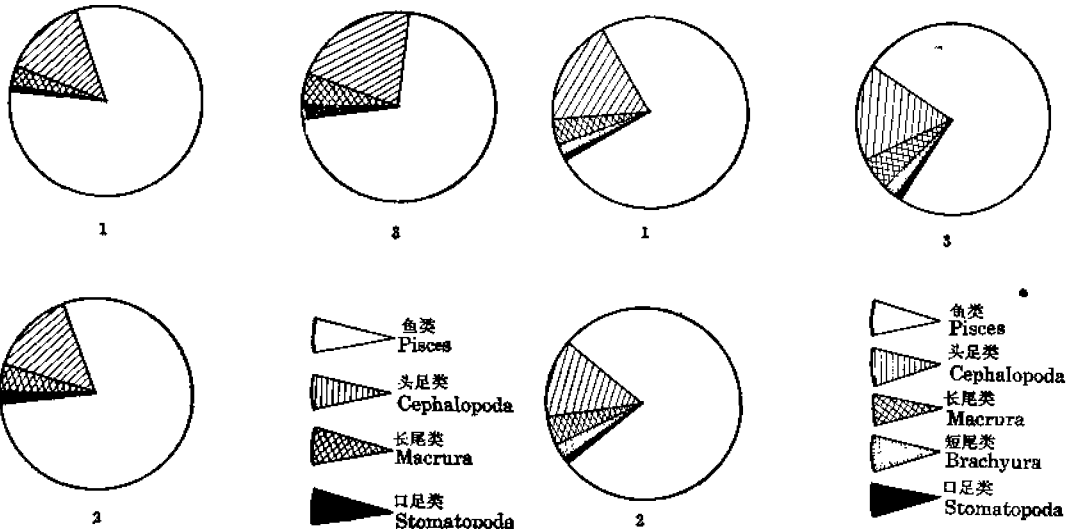 1
3
1
3
鱼类
Pisces
头足类
Cephalopoda
长尾类
Macrura
口足类
Stomatopoda
2
2
鱼类
Pisces
头足类
Cephalopoda
长尾类
Macrura
短尾类
Brachyura
口足类
Stomatopoda